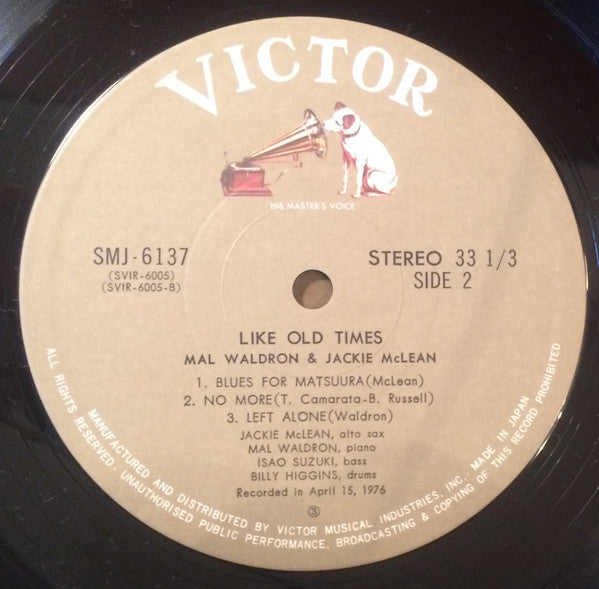 VICTOR
"HIS MASTER'S VOICE"
SMJ-6137
(SVIR-6005)
(SVIR-6005-B)
STEREO 33 1/3
SIDE 2
LIKE OLD TIMES
MAL WALDRON & JACKIE McLEAN
1. BLUES FOR MATSUURA(McLean)
2. NO MORE(T. Camarata-B. Russell)
3. LEFT ALONE(Waldron)
JACKIE McLEAN, alto sax
MAL WALDRON, piano
ISAO SUZUKI, bass
BILLY HIGGINS, drums
Recorded in April 15, 1976
③
MANUFACTURED AND DISTRIBUTED BY VICTOR MUSICAL INDUSTRIES, INC. MADE IN JAPAN
ALL RIGHTS RESERVED. UNAUTHORISED PUBLIC PERFORMANCE, BROADCASTING & COPYING OF THIS RECORD PROHIBITED